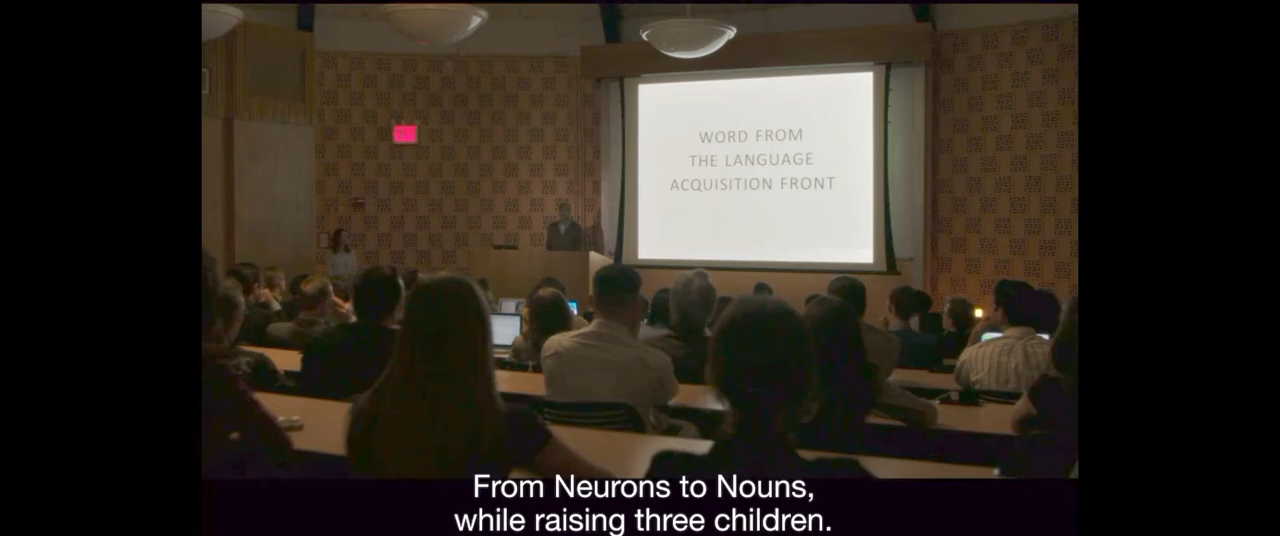 WORD FROM
THE LANGUAGE
ACQUISITION FRONT
From Neurons to Nouns,
while raising three children.